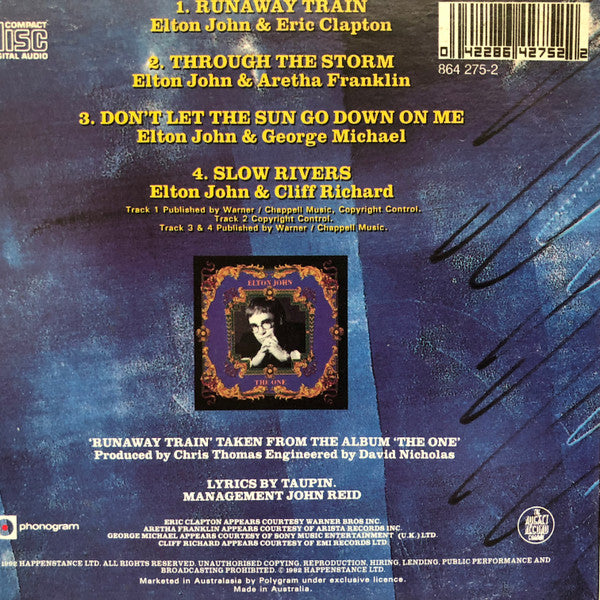 COMPACT
disc
DIGITAL AUDIO
1. RUNAWAY TRAIN
Elton John & Eric Clapton
2. THROUGH THE STORM
Elton John & Aretha Franklin
3. DON'T LET THE SUN GO DOWN ON ME
Elton John & George Michael
4. SLOW RIVERS
Elton John & Cliff Richard
Track 1 Published by Warner / Chappell Music, Copyright Control.
Track 2 Copyright Control.
Track 3 & 4 Published by Warner / Chappell Music.
0 42286 42752 2
864 275-2
ELTON JOHN
THE ONE
'RUNAWAY TRAIN' TAKEN FROM THE ALBUM 'THE ONE'
Produced by Chris Thomas Engineered by David Nicholas
LYRICS BY TAUPIN.
MANAGEMENT JOHN REID
phonogram
ERIC CLAPTON APPEARS COURTESY WARNER BROS INC.
ARETHA FRANKLIN APPEARS COURTESY OF ARISTA RECORDS INC.
GEORGE MICHAEL APPEARS COURTESY OF SONY MUSIC ENTERTAINMENT (U.K.) LTD.
CLIFF RICHARD APPEARS COURTESY OF EMI RECORDS LTD
THE
ROCKET
RECORD
COMPANY
1992 HAPPENSTANCE LTD. ALL RIGHTS RESERVED. UNAUTHORISED COPYING, REPRODUCTION, HIRING, LENDING, PUBLIC PERFORMANCE AND
BROADCASTING PROHIBITED. © 1992 HAPPENSTANCE LTD.
Marketed in Australasia by Polygram under exclusive licence.
Made in Australia.